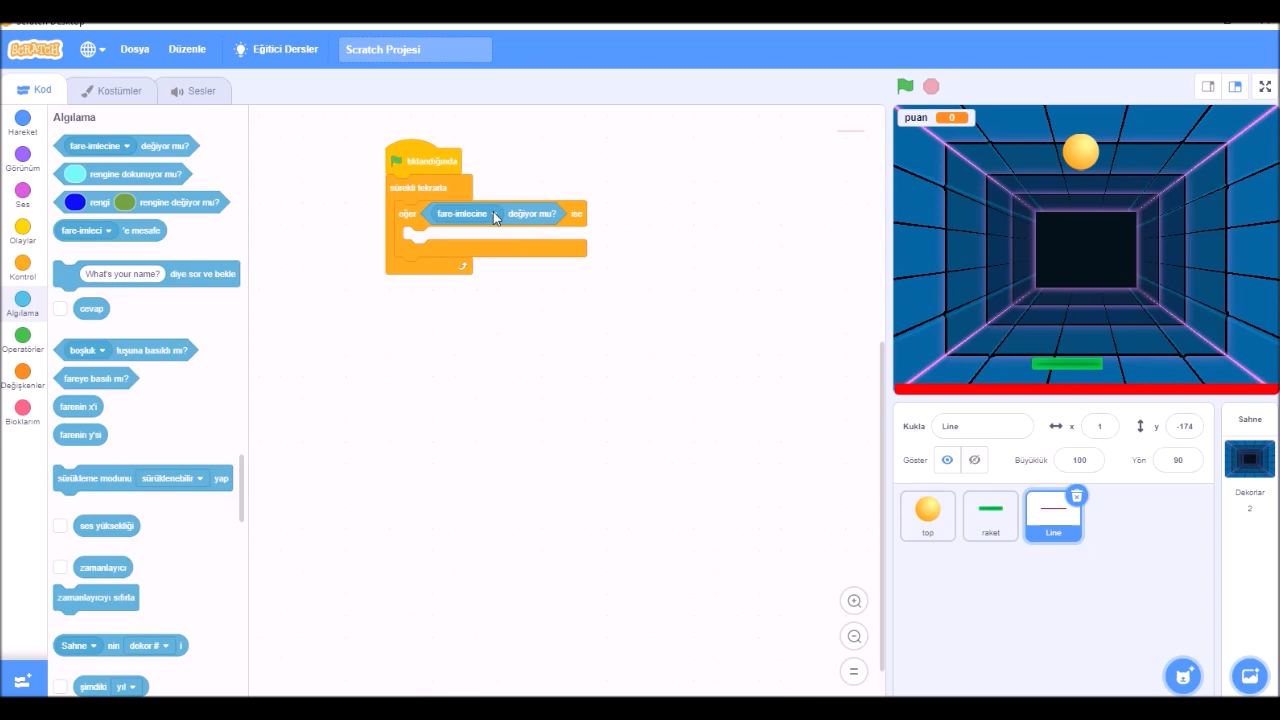 Scratch Desktop
SCRATCH Dosya Düzenle Eğitici Dersler Scratch Projesi
Kod Kostümler Sesler
Hareket
Görünüm
Ses
Olaylar
Kontrol
Algılama
Operatörler
Değişkenler
Bloklarım
Algılama
fare-imlecine değiyor mu?
rengine dokunuyor mu?
rengi rengine değiyor mu?
fare-imleci 'e mesafe
What's your name? diye sor ve bekle
cevap
boşluk tuşuna basılı mı?
fareye basılı mı?
farenin x'i
farenin y'si
sürükleme modunu sürüklenebilir yap
ses yüksekliği
zamanlayıcı
zamanlayıcıyı sıfırla
Sahne nin dekor # i
şimdiki yıl
tıklandığında
sürekli tekrarla
eğer fare-imlecine değiyor mu? ise
puan 0
Kukla Line x 1 y -174
Göster Büyüklük 100 Yön 90
top
raket
Line
Sahne
Dekorlar
2